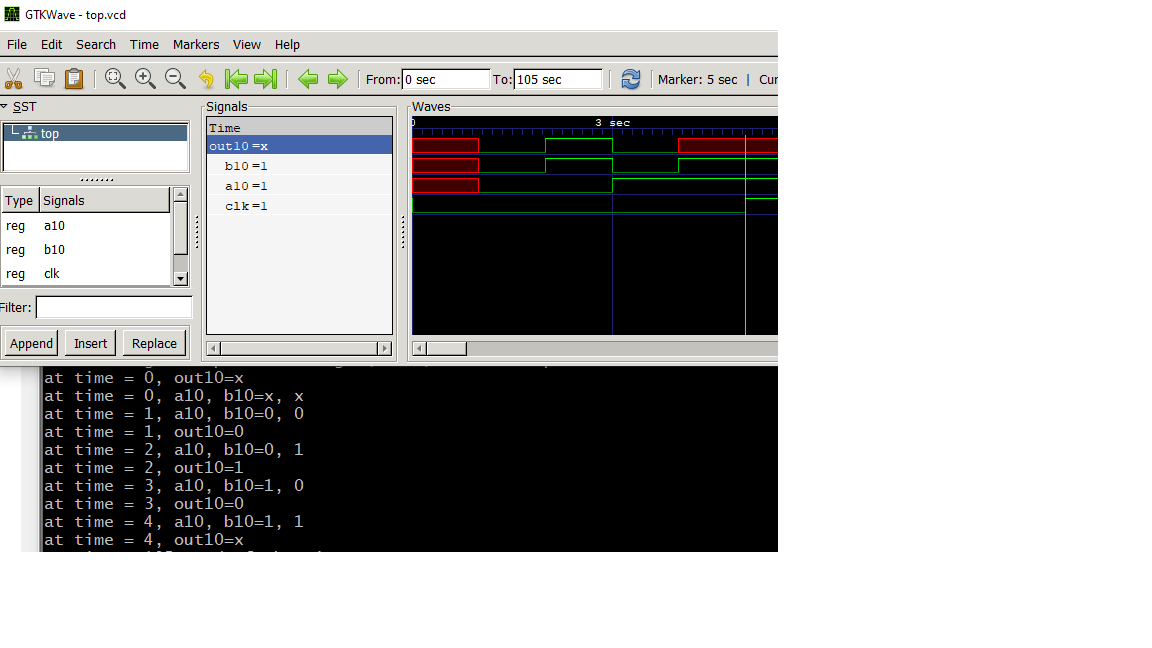 GTKWave - top.vcd
File Edit Search Time Markers View Help
From: 0 sec To: 105 sec Marker: 5 sec | Cur
SST
top
Type Signals
reg a10
reg b10
reg clk
Filter:
Append Insert Replace
Signals
Time
out10=x
b10=1
a10=1
clk=1
Waves
0 3 sec
at time = 0, out10=x
at time = 0, a10, b10=x, x
at time = 1, a10, b10=0, 0
at time = 1, out10=0
at time = 2, a10, b10=0, 1
at time = 2, out10=1
at time = 3, a10, b10=1, 0
at time = 3, out10=0
at time = 4, a10, b10=1, 1
at time = 4, out10=x